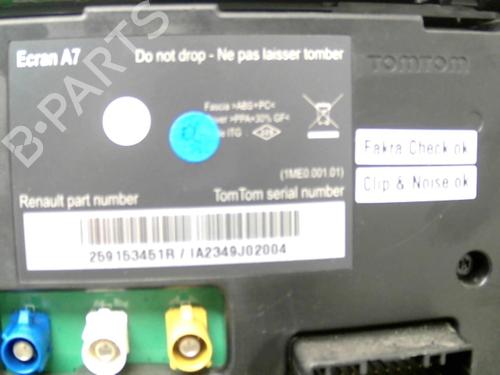 Ecran A7
Do not drop - Ne pas laisser tomber
TOMTOM
Fascia >ABS+PC<
>PPA+30% GF<
ITG
Fakra Check ok
(1ME0.001.01)
Clip & Noise ok
Renault part number
TomTom serial number
259153451R / IA2349J02004
B-PARTS